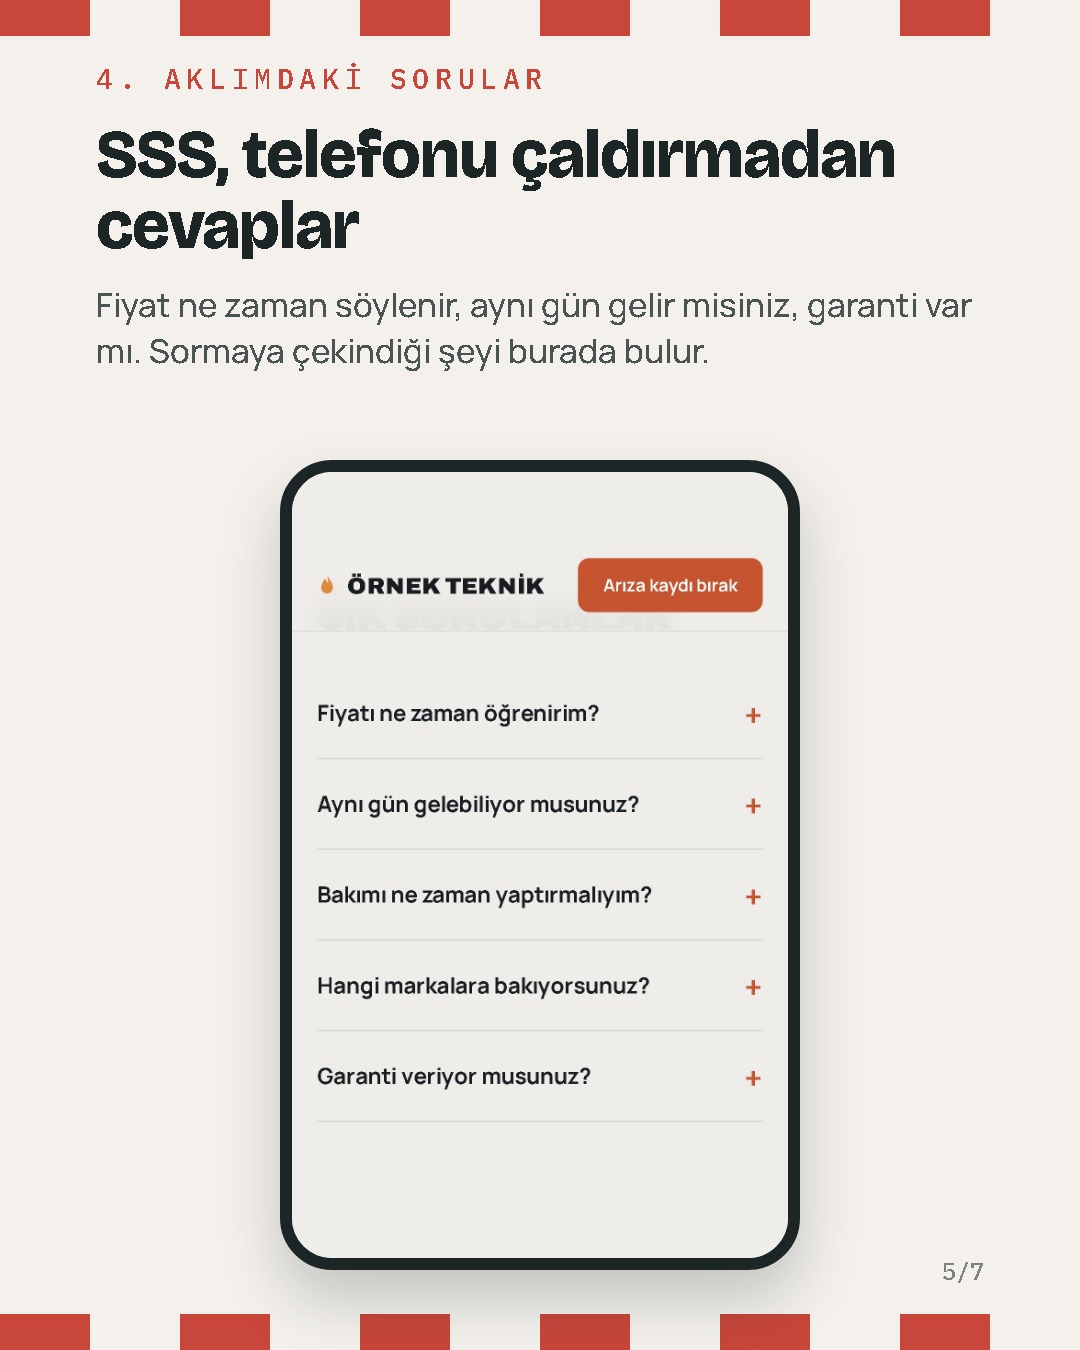 4. AKLIMDAKİ SORULAR
SSS, telefonu çaldırmadan
cevaplar
Fiyat ne zaman söylenir, aynı gün gelir misiniz, garanti var
mı. Sormaya çekindiği şeyi burada bulur.
ÖRNEK TEKNİK
Arıza kaydı bırak
SIK SORULANLAR
Fiyatı ne zaman öğrenirim?
+
Aynı gün gelebiliyor musunuz?
+
Bakımı ne zaman yaptırmalıyım?
+
Hangi markalara bakıyorsunuz?
+
Garanti veriyor musunuz?
+
5/7